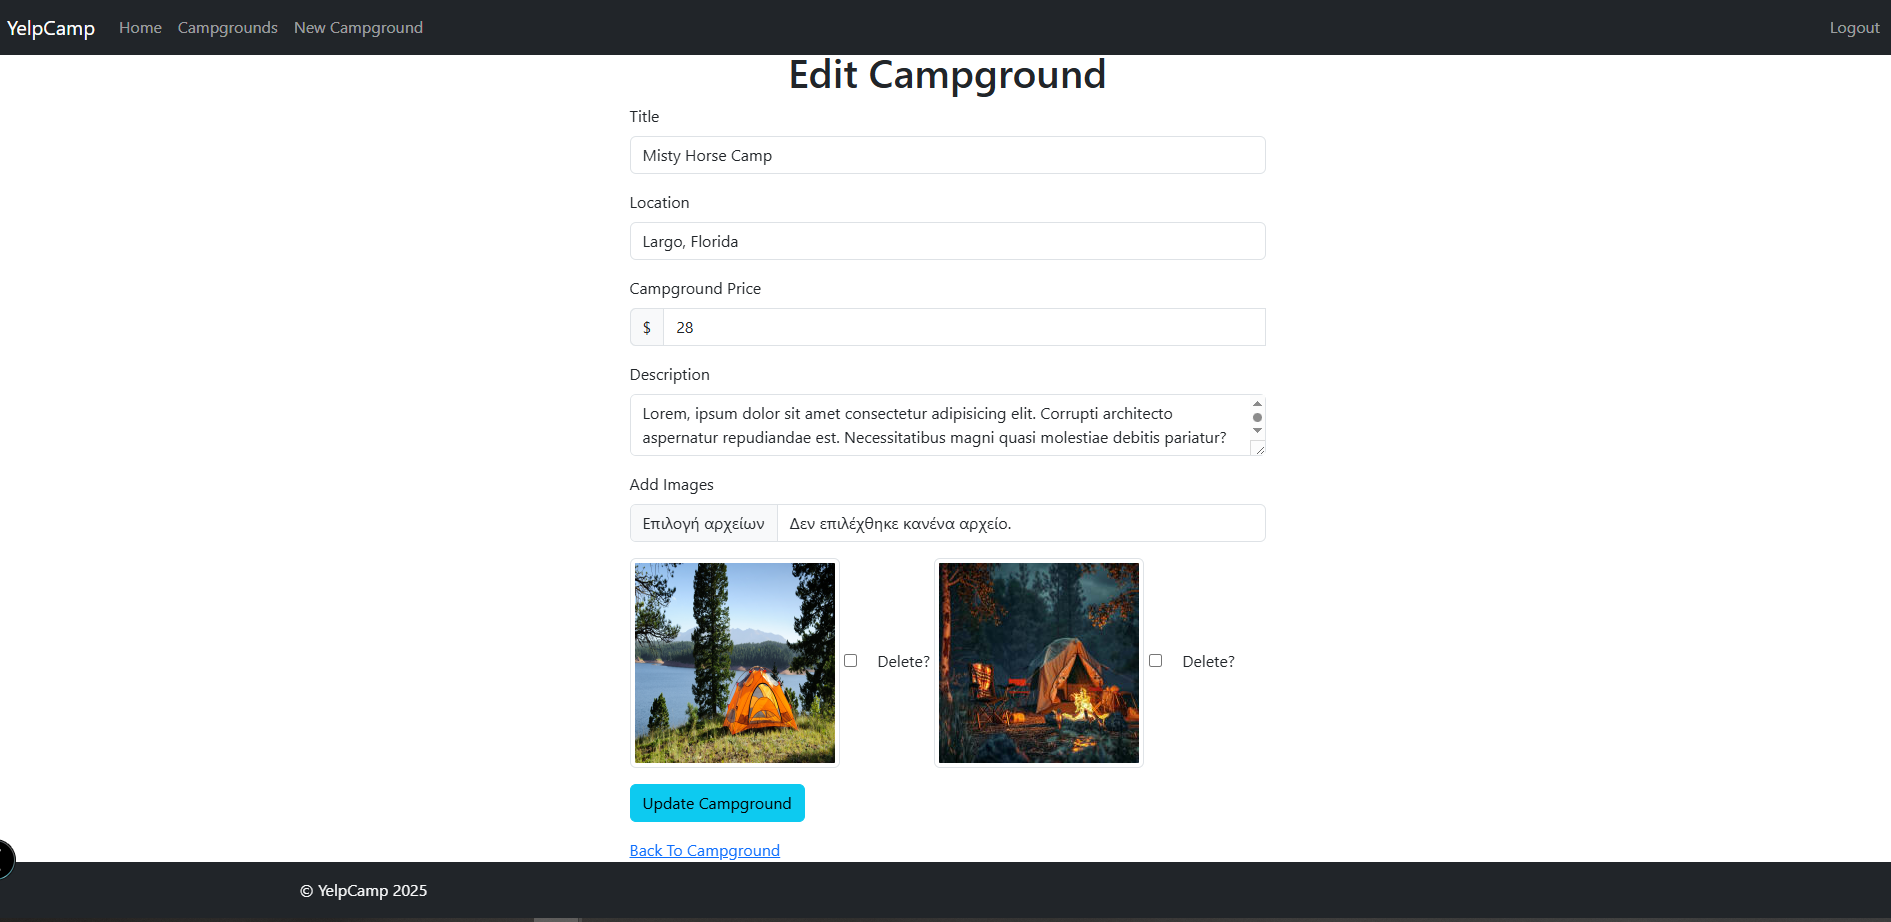 YelpCamp Home Campgrounds New Campground Logout
Edit Campground
Title
Misty Horse Camp
Location
Largo, Florida
Campground Price
$ 28
Description
Lorem, ipsum dolor sit amet consectetur adipisicing elit. Corrupti architecto
aspernatur repudiandae est. Necessitatibus magni quasi molestiae debitis pariatur?
Add Images
Επιλογή αρχείων Δεν επιλέχθηκε κανένα αρχείο.
Delete? Delete?
Update Campground
Back To Campground
© YelpCamp 2025